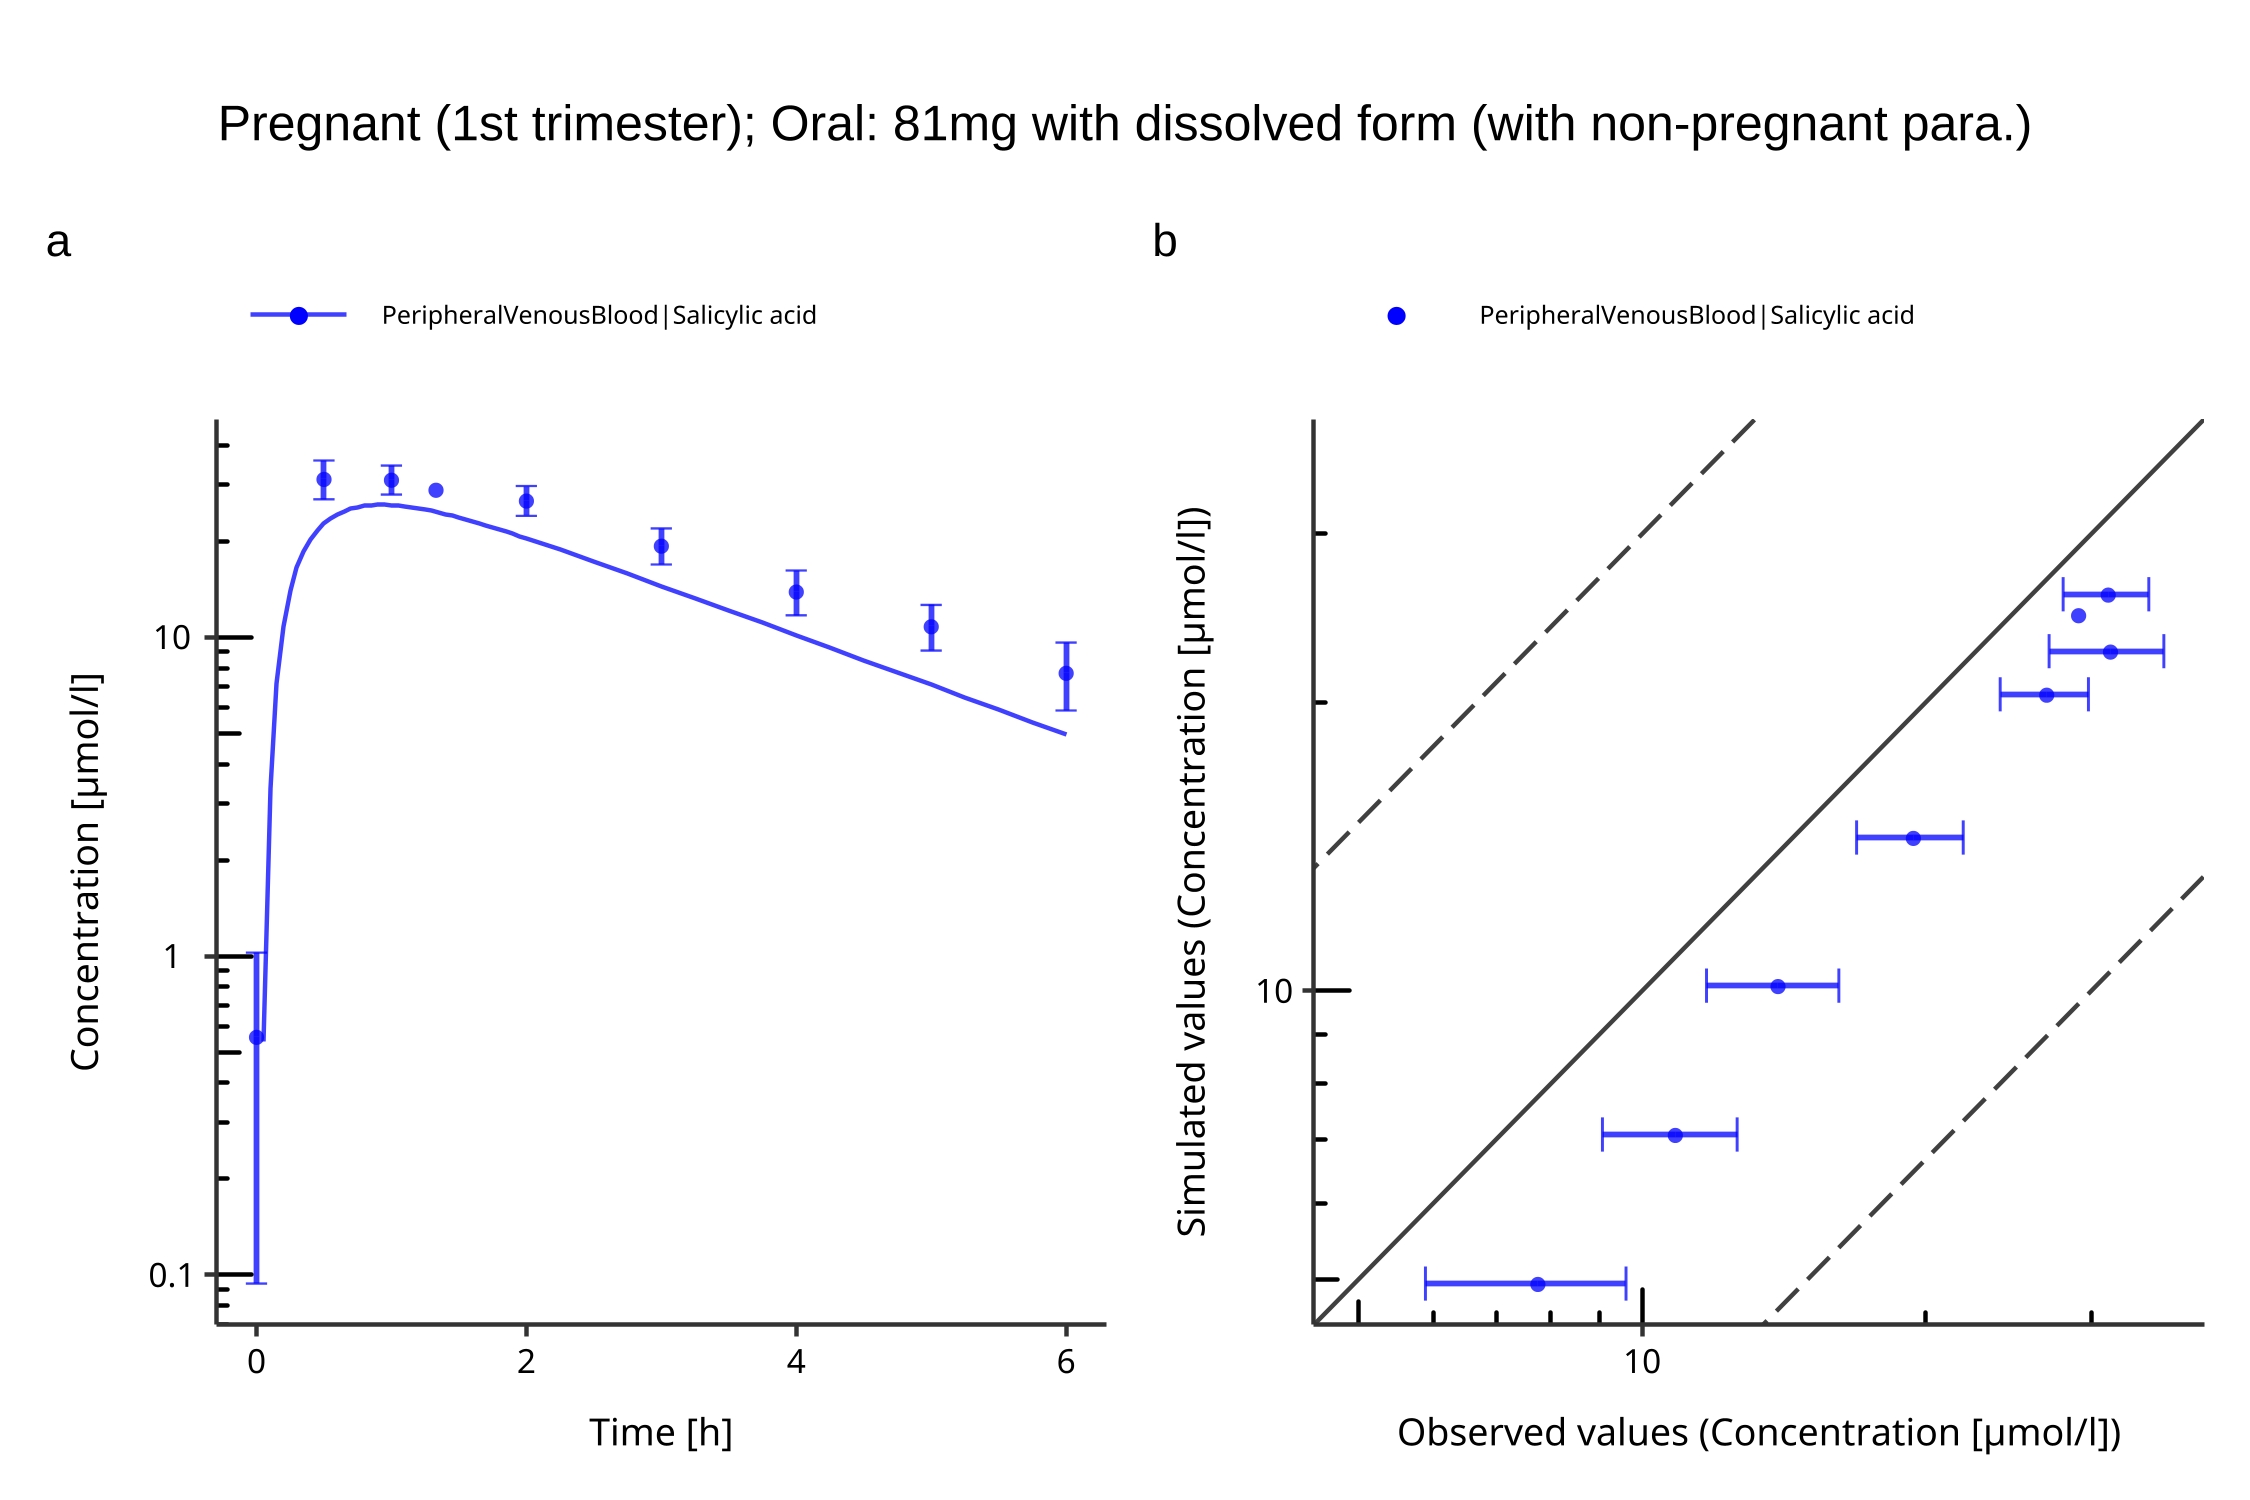 Pregnant (1st trimester); Oral: 81mg with dissolved form (with non-pregnant para.)
a
PeripheralVenousBlood|Salicylic acid
Concentration [µmol/l]
10
1
0.1
0
2
4
6
Time [h]
b
PeripheralVenousBlood|Salicylic acid
Simulated values (Concentration [µmol/l])
10
10
Observed values (Concentration [µmol/l])